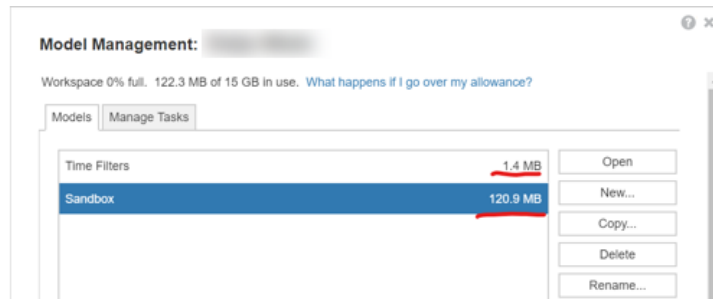 Model Management:
Workspace 0% full. 122.3 MB of 15 GB in use. What happens if I go over my allowance?
Models Manage Tasks
Time Filters 1.4 MB Open
Sandbox 120.9 MB New...
Copy...
Delete
Rename...